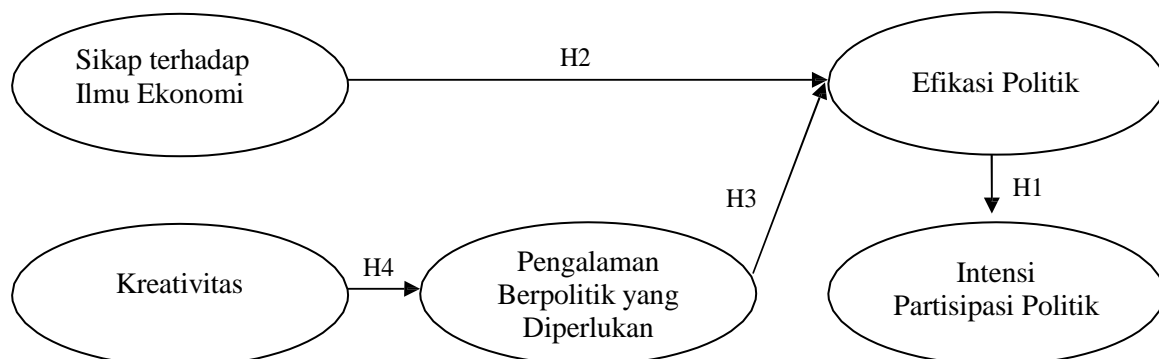 Sikap terhadap
Ilmu Ekonomi
H2
Efikasi Politik
H3
H1
Kreativitas
H4
Pengalaman
Berpolitik yang
Diperlukan
Intensi
Partisipasi Politik